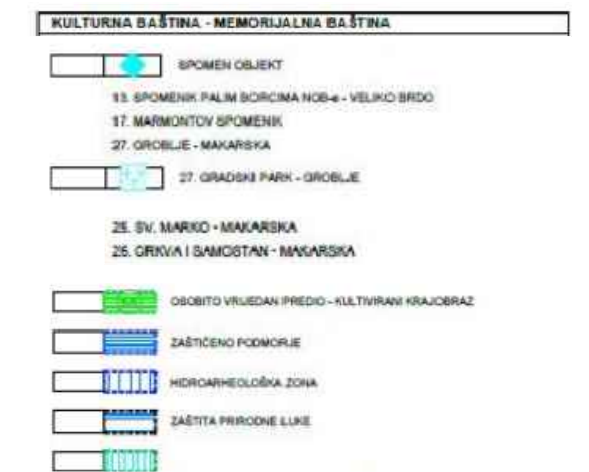 KULTURNA BAŠTINA - MEMORIJALNA BAŠTINA
SPOMEN OBJEKT
13. SPOMENIK PALIM BORCIMA NOB-e - VELIKO BRDO
17. MARMONTOV SPOMENIK
27. GROBLJE - MAKARSKA
27. GRADSKI PARK - GROBLJE
25. SV. MARKO - MAKARSKA
26. CRKVA I SAMOSTAN - MAKARSKA
OSOBITO VRIJEDAN PREDIO - KULTIVIRANI KRAJOBRAZ
ZAŠTIĆENO PODMORJE
HIDROARHEOLOŠKA ZONA
ZAŠTITA PRIRODNE LUKE